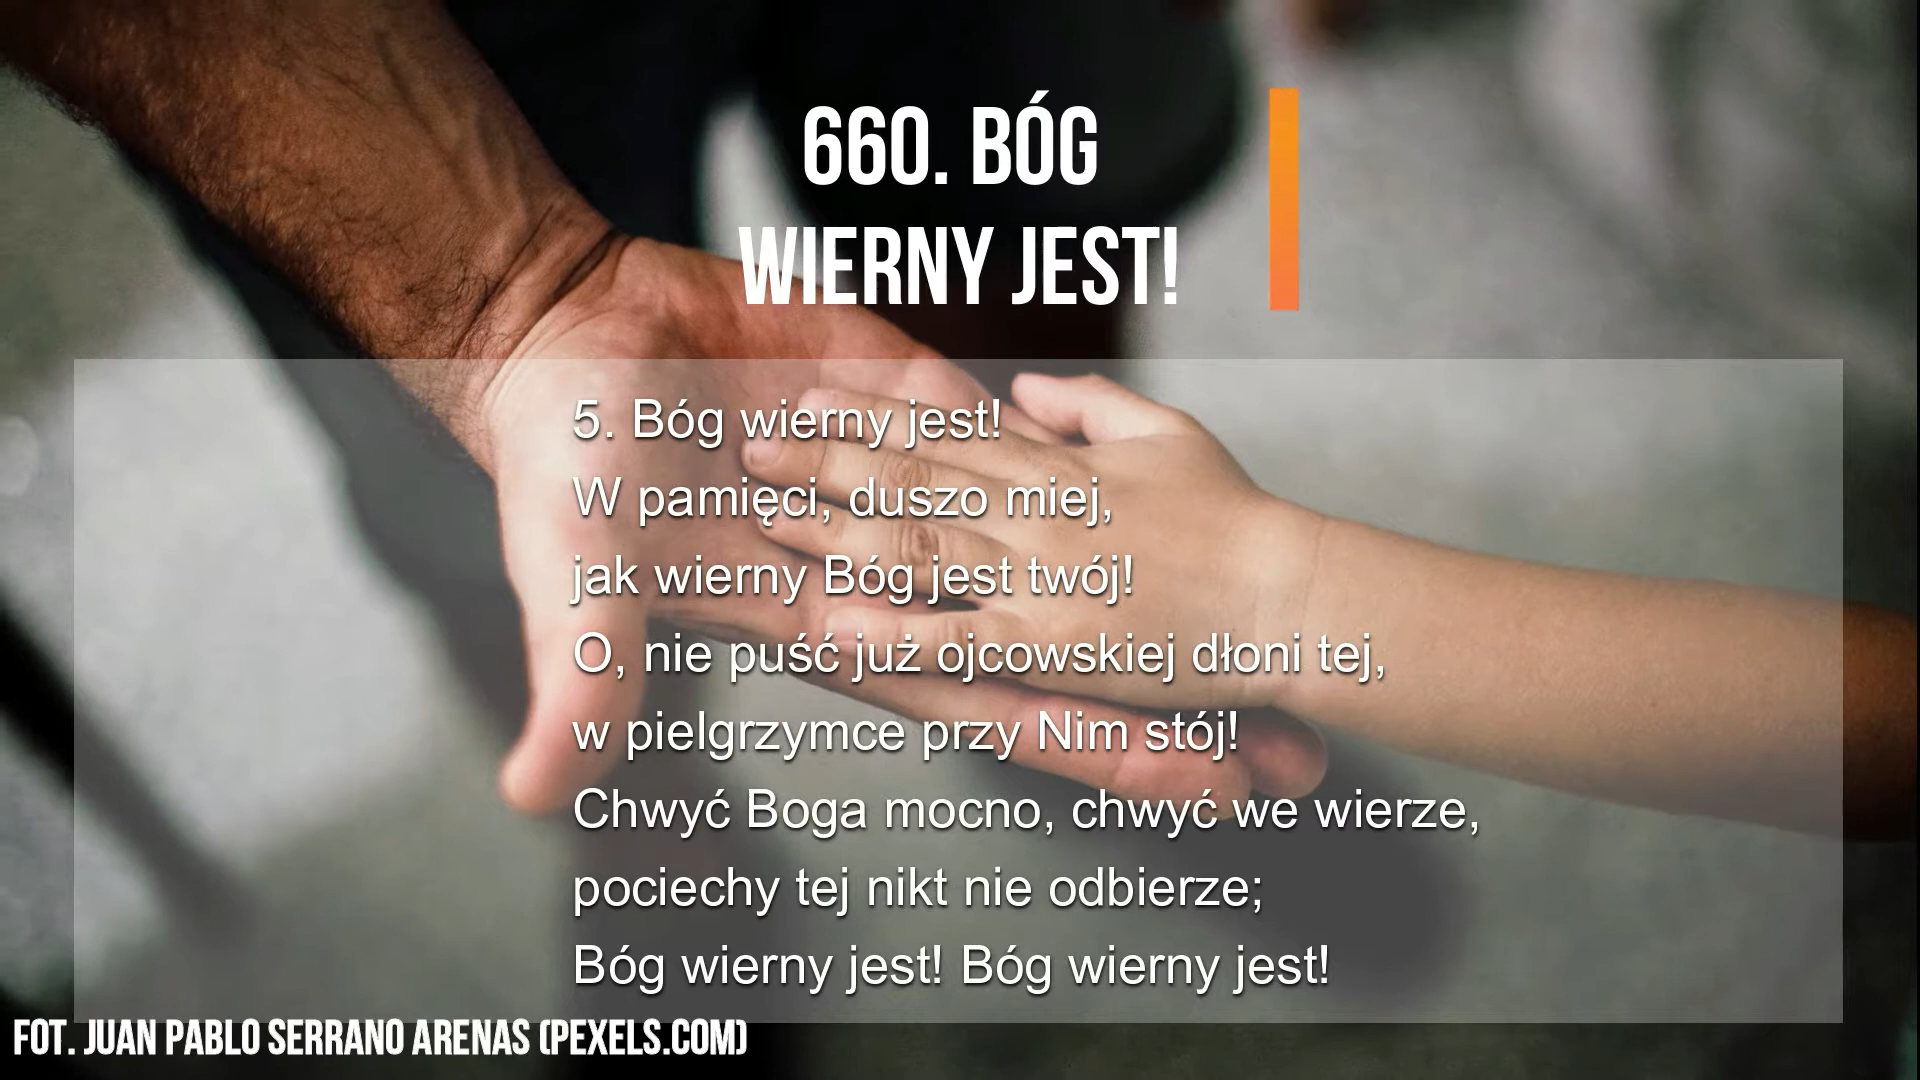 660. BÓG
WIERNY JEST!
5. Bóg wierny jest!
W pamięci, duszo miej,
jak wierny Bóg jest twój!
O, nie puść już ojcowskiej dłoni tej,
w pielgrzymce przy Nim stój!
Chwyć Boga mocno, chwyć we wierze,
pociechy tej nikt nie odbierze;
Bóg wierny jest! Bóg wierny jest!
FOT. JUAN PABLO SERRANO ARENAS (PEXELS.COM)